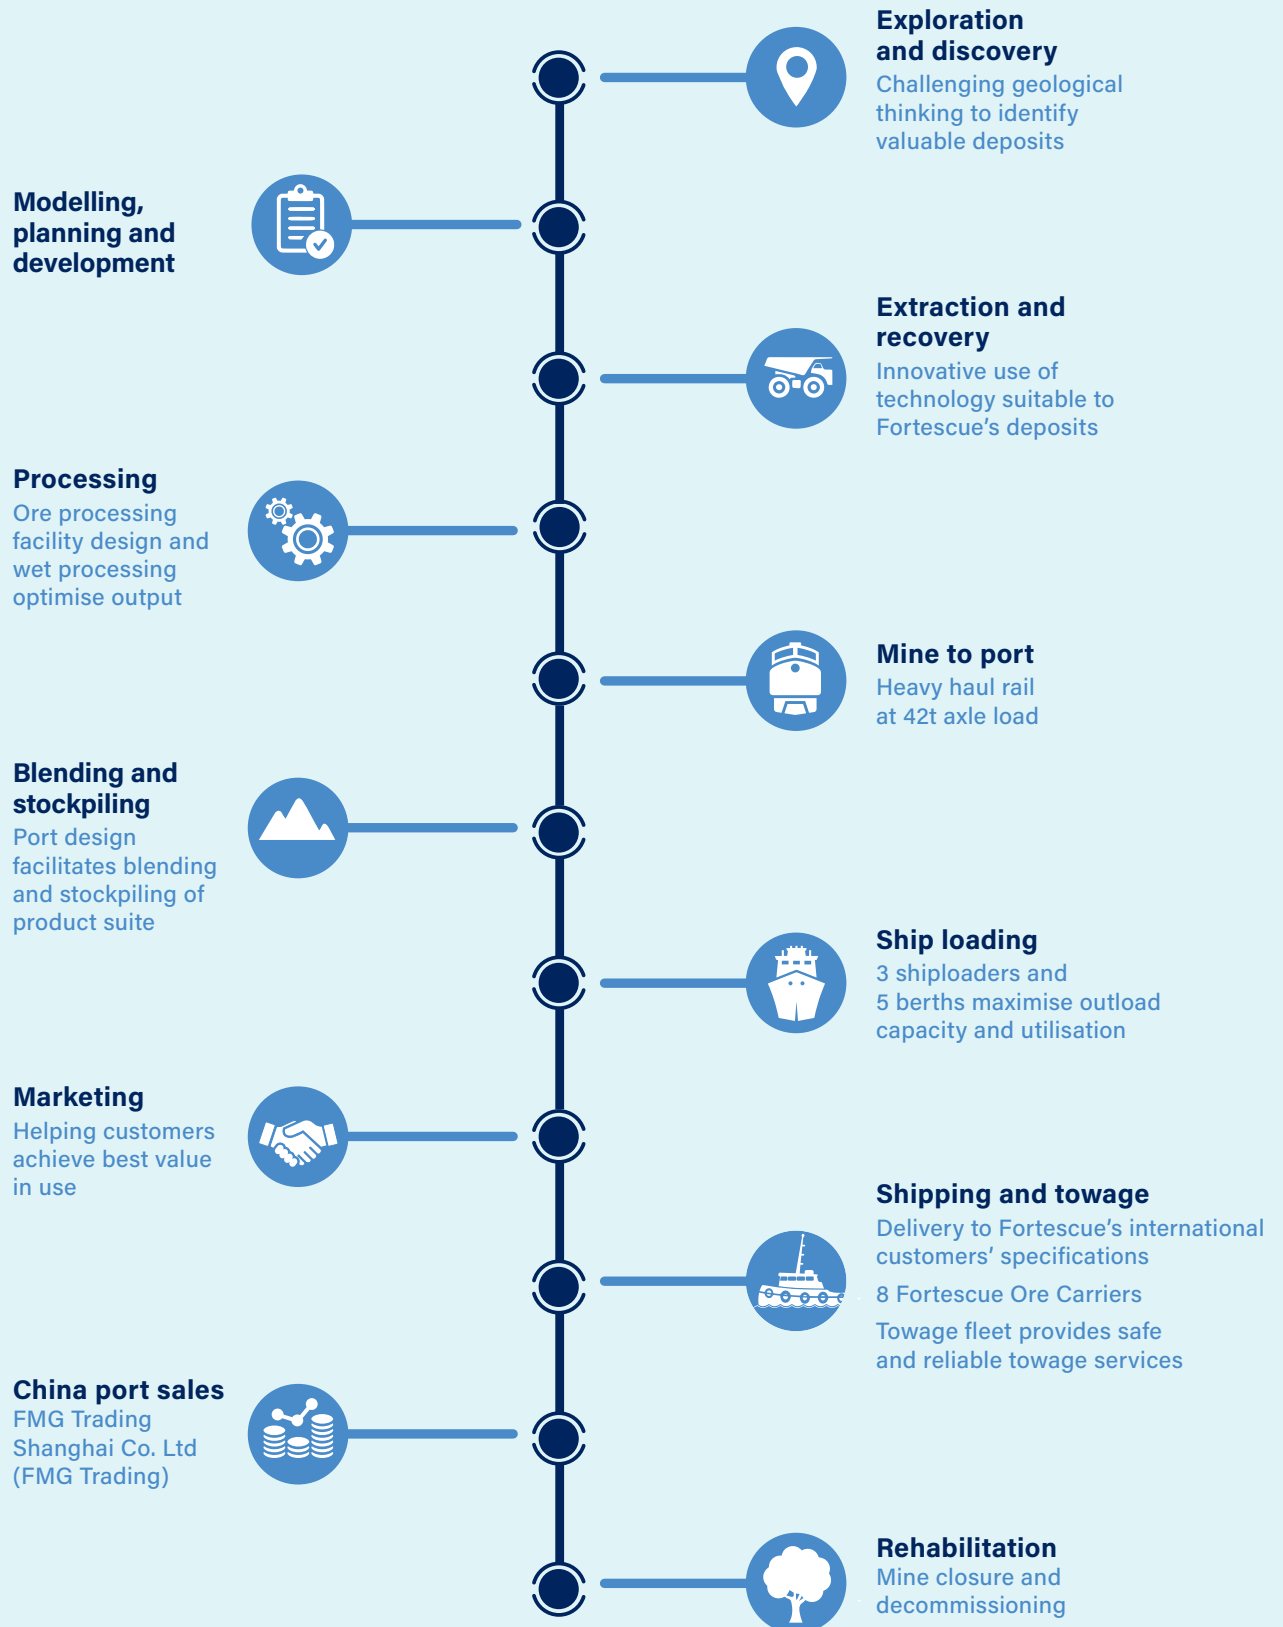 Exploration
and discovery
Challenging geological
thinking to identify
valuable deposits
Modelling,
planning and
development
Extraction and
recovery
Innovative use of
technology suitable to
Fortescue’s deposits
Processing
Ore processing
facility design and
wet processing
optimise output
Mine to port
Heavy haul rail
at 42t axle load
Blending and
stockpiling
Port design
facilitates blending
and stockpiling of
product suite
Ship loading
3 shiploaders and
5 berths maximise outload
capacity and utilisation
Marketing
Helping customers
achieve best value
in use
Shipping and towage
Delivery to Fortescue’s international
customers’ specifications
8 Fortescue Ore Carriers
Towage fleet provides safe
and reliable towage services
China port sales
FMG Trading
Shanghai Co. Ltd
(FMG Trading)
Rehabilitation
Mine closure and
decommissioning